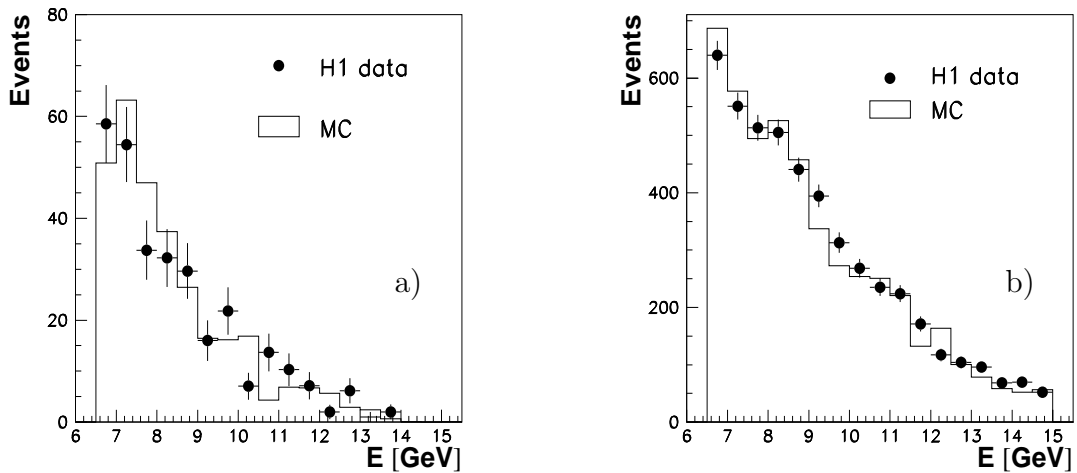 Events
80
60
40
20
0
H1 data
MC
a)
6 7 8 9 10 11 12 13 14 15
E [GeV]
Events
600
400
200
0
H1 data
MC
b)
7 8 9 10 11 12 13 14 15
E [GeV]